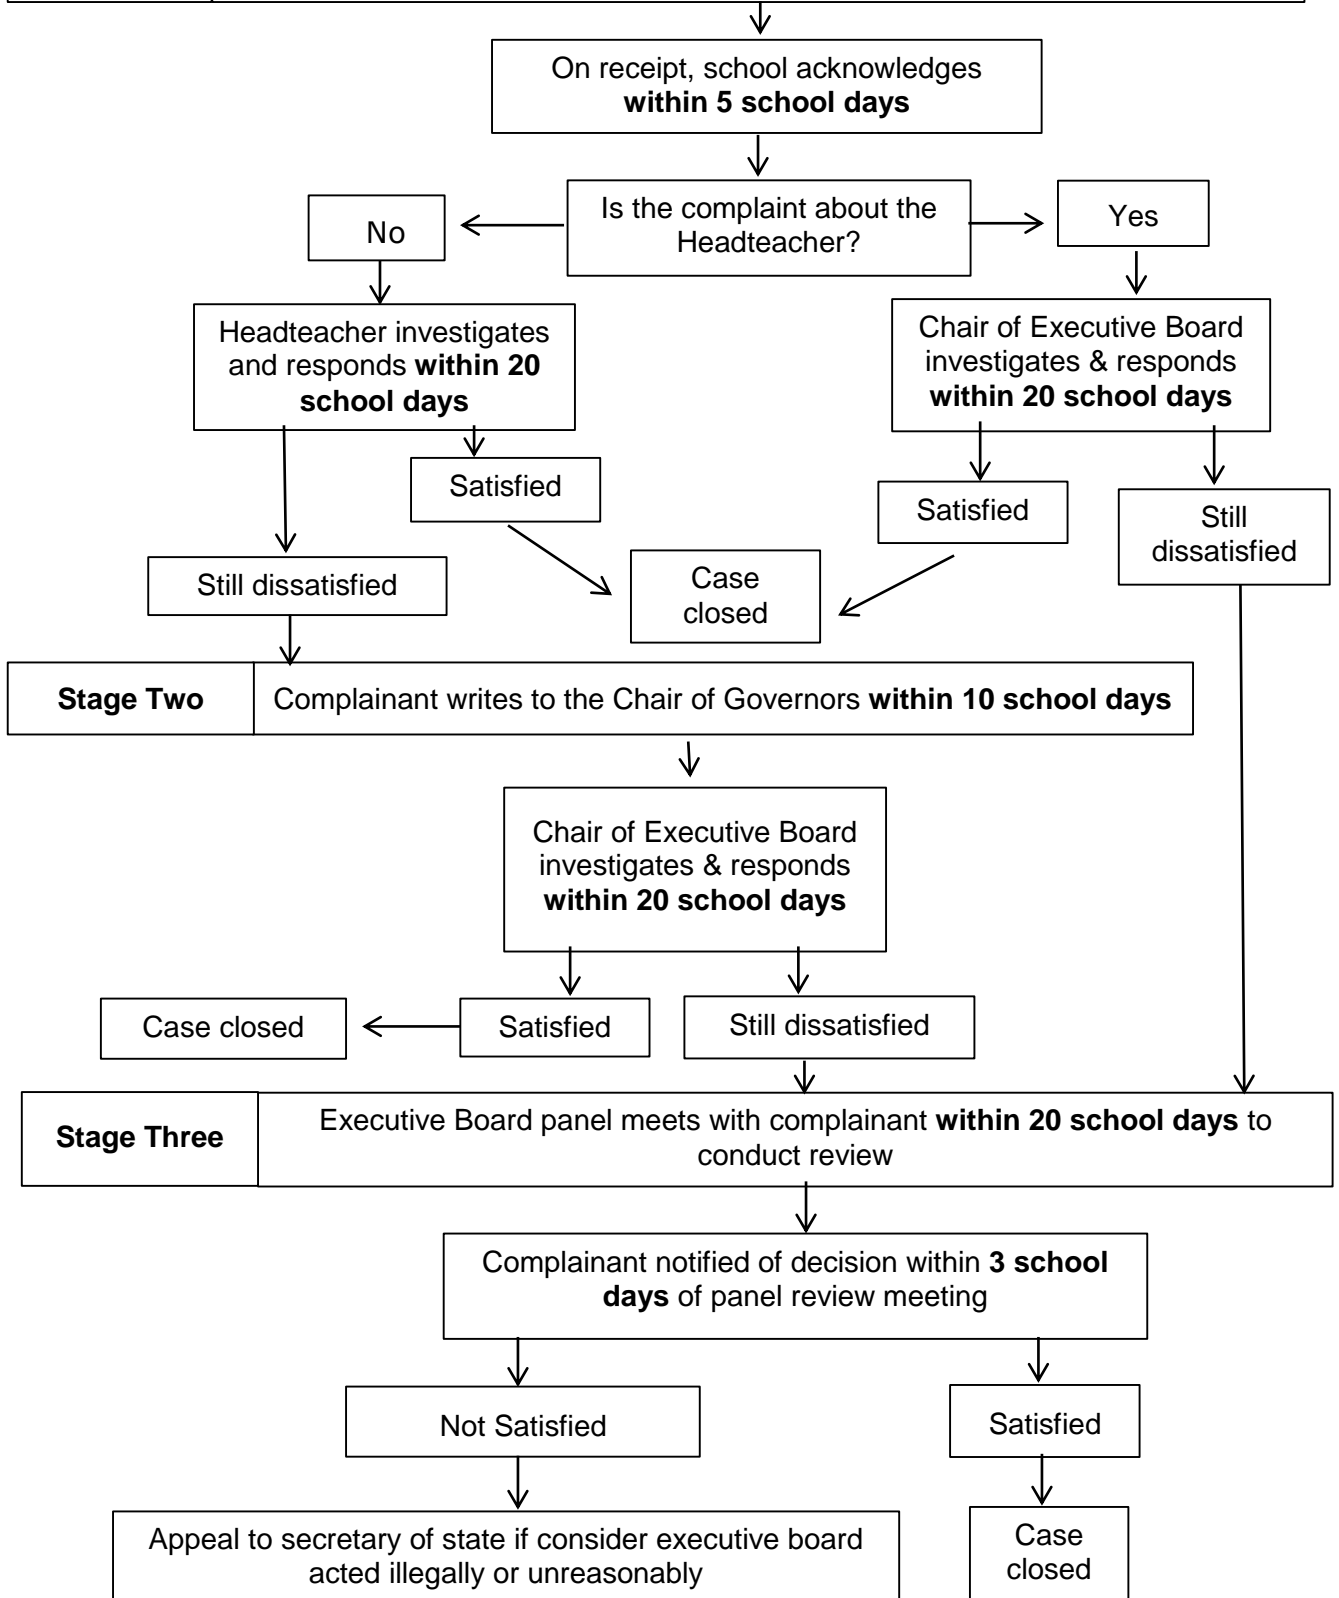 On receipt, school acknowledges
within 5 school days
Is the complaint about the
Headteacher?
No
Yes
Headteacher investigates
and responds within 20
school days
Chair of Executive Board
investigates & responds
within 20 school days
Satisfied
Satisfied
Still
dissatisfied
Still dissatisfied
Case
closed
Stage Two
Complainant writes to the Chair of Governors within 10 school days
Chair of Executive Board
investigates & responds
within 20 school days
Case closed
Satisfied
Still dissatisfied
Stage Three
Executive Board panel meets with complainant within 20 school days to
conduct review
Complainant notified of decision within 3 school
days of panel review meeting
Not Satisfied
Satisfied
Appeal to secretary of state if consider executive board
acted illegally or unreasonably
Case
closed